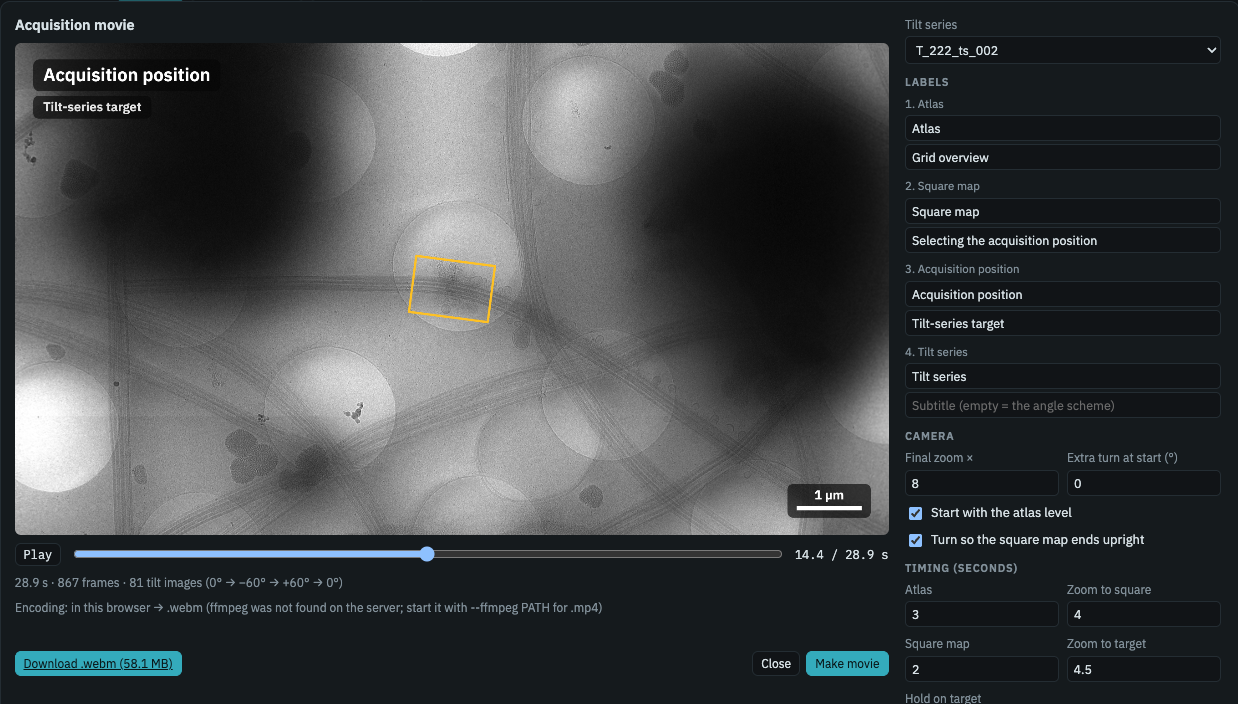 Acquisition movie
Acquisition position
Tilt-series target
1 μm
Play
14.4 / 28.9 s
28.9 s · 867 frames · 81 tilt images (0° → −60° → +60° → 0°)
Encoding: in this browser → .webm (ffmpeg was not found on the server; start it with --ffmpeg PATH for .mp4)
Download .webm (58.1 MB)
Close
Make movie
Tilt series
T_222_ts_002
LABELS
1. Atlas
Atlas
Grid overview
2. Square map
Square map
Selecting the acquisition position
3. Acquisition position
Acquisition position
Tilt-series target
4. Tilt series
Tilt series
Subtitle (empty = the angle scheme)
CAMERA
Final zoom × Extra turn at start (°)
8 0
Start with the atlas level
Turn so the square map ends upright
TIMING (SECONDS)
Atlas Zoom to square
3 4
Square map Zoom to target
2 4.5
Hold on target